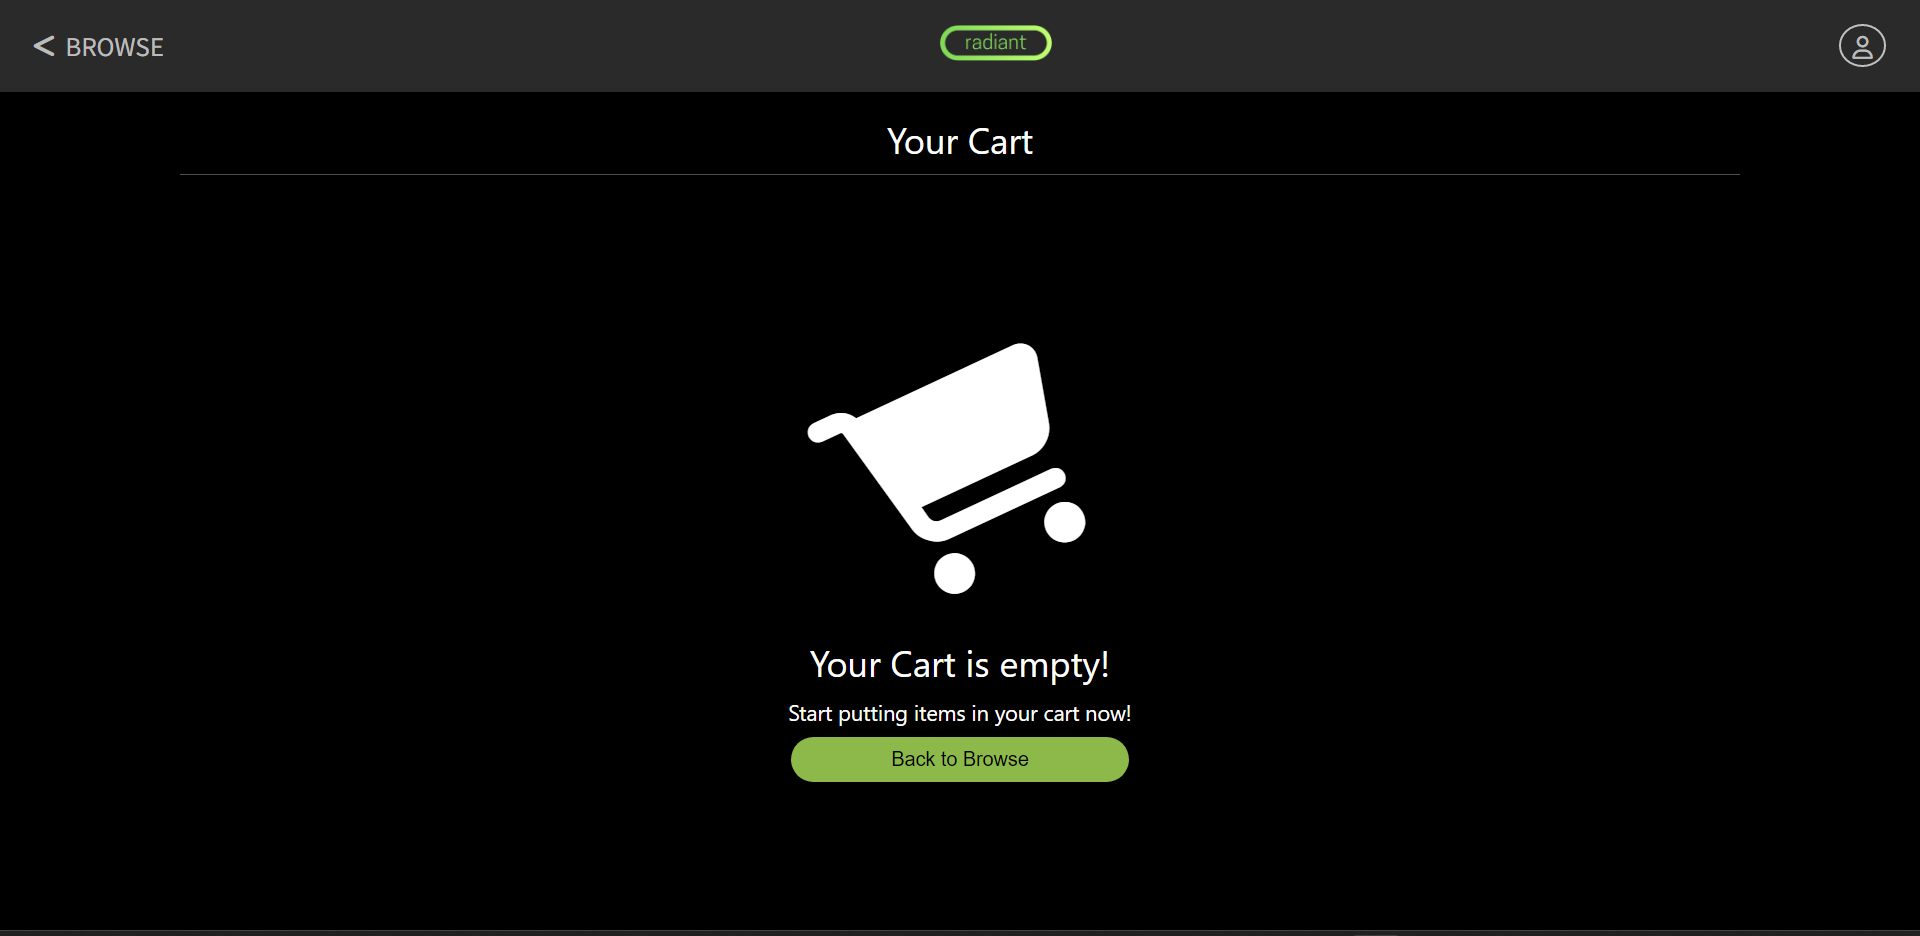 < BROWSE
radiant
Your Cart
Your Cart is empty!
Start putting items in your cart now!
Back to Browse